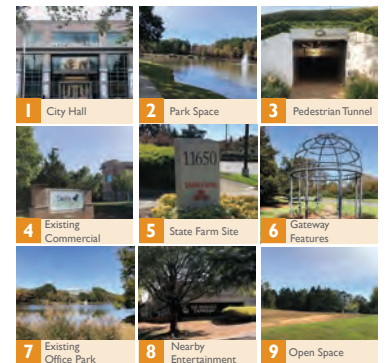 1 City Hall
2 Park Space
3 Pedestrian Tunnel
4 Existing
Commercial
11650
5 State Farm Site
6 Gateway
Features
7 Existing
Office Park
8 Nearby
Entertainment
9 Open Space